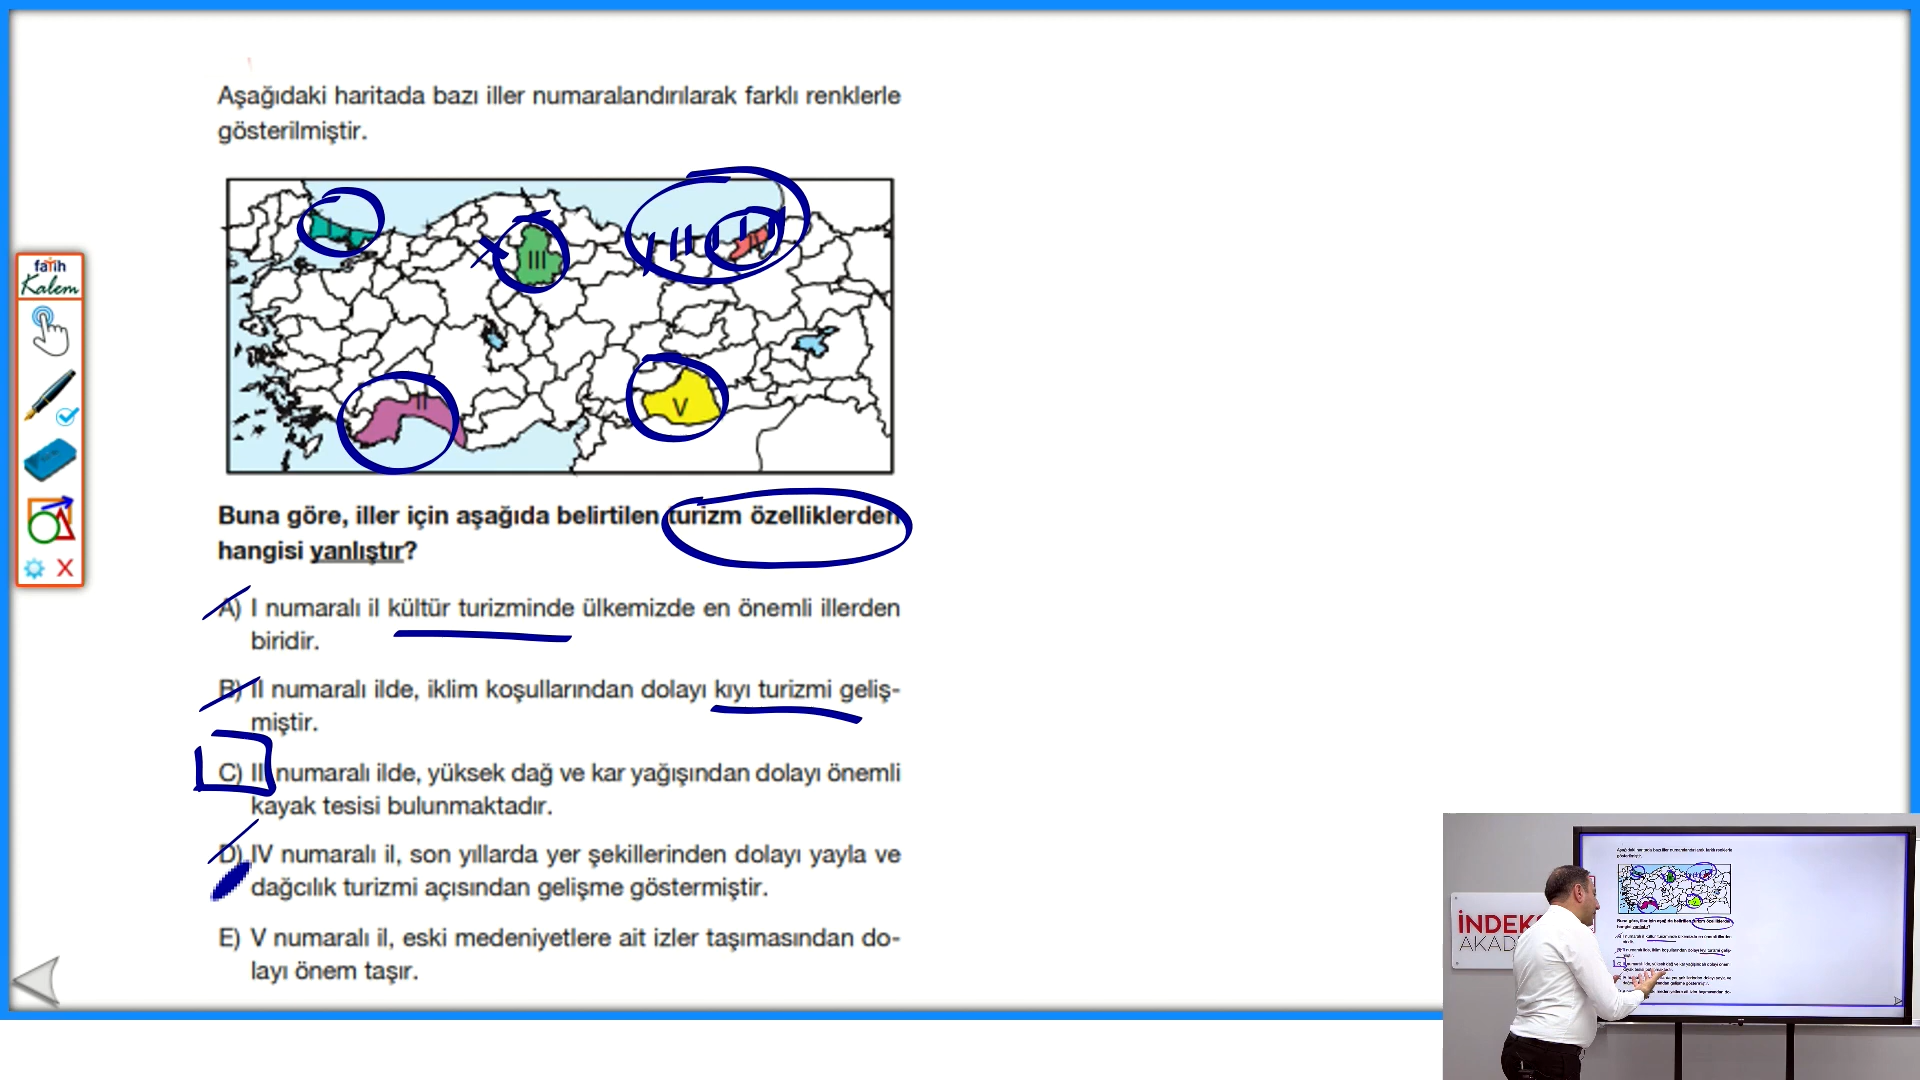 Aşağıdaki haritada bazı iller numaralandırılarak farklı renklerle
gösterilmiştir.
III
II
V
Buna göre, iller için aşağıda belirtilen turizm özelliklerden
hangisi yanlıştır?
A) I numaralı il kültür turizminde ülkemizde en önemli illerden
biridir.
B) II numaralı ilde, iklim koşullarından dolayı kıyı turizmi geliş-
miştir.
C) III numaralı ilde, yüksek dağ ve kar yağışından dolayı önemli
kayak tesisi bulunmaktadır.
D) IV numaralı il, son yıllarda yer şekillerinden dolayı yayla ve
dağcılık turizmi açısından gelişme göstermiştir.
E) V numaralı il, eski medeniyetlere ait izler taşımasından do-
layı önem taşır.
fatih
Kalem
İNDEKS
AKAD